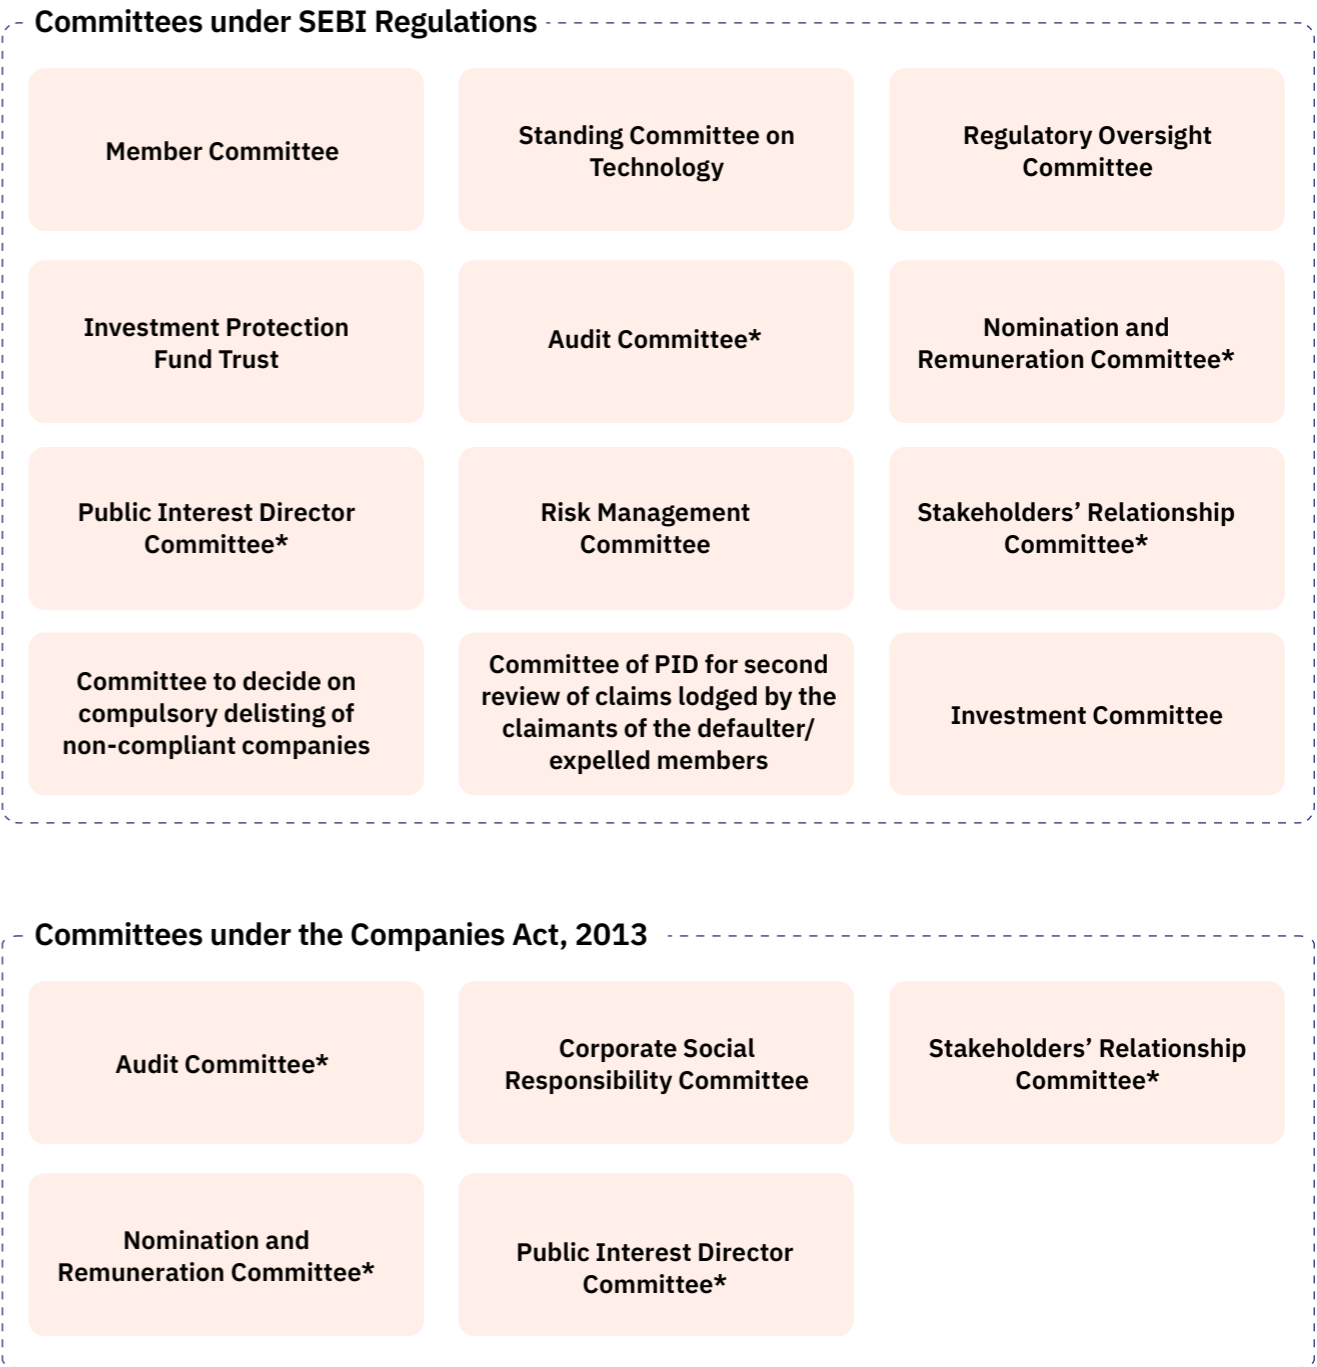 Committees under SEBI Regulations
Member Committee
Standing Committee on
Technology
Regulatory Oversight
Committee
Investment Protection
Fund Trust
Audit Committee*
Nomination and
Remuneration Committee*
Public Interest Director
Committee*
Risk Management
Committee
Stakeholders’ Relationship
Committee*
Committee to decide on
compulsory delisting of
non-compliant companies
Committee of PID for second
review of claims lodged by the
claimants of the defaulter/
expelled members
Investment Committee
Committees under the Companies Act, 2013
Audit Committee*
Corporate Social
Responsibility Committee
Stakeholders’ Relationship
Committee*
Nomination and
Remuneration Committee*
Public Interest Director
Committee*